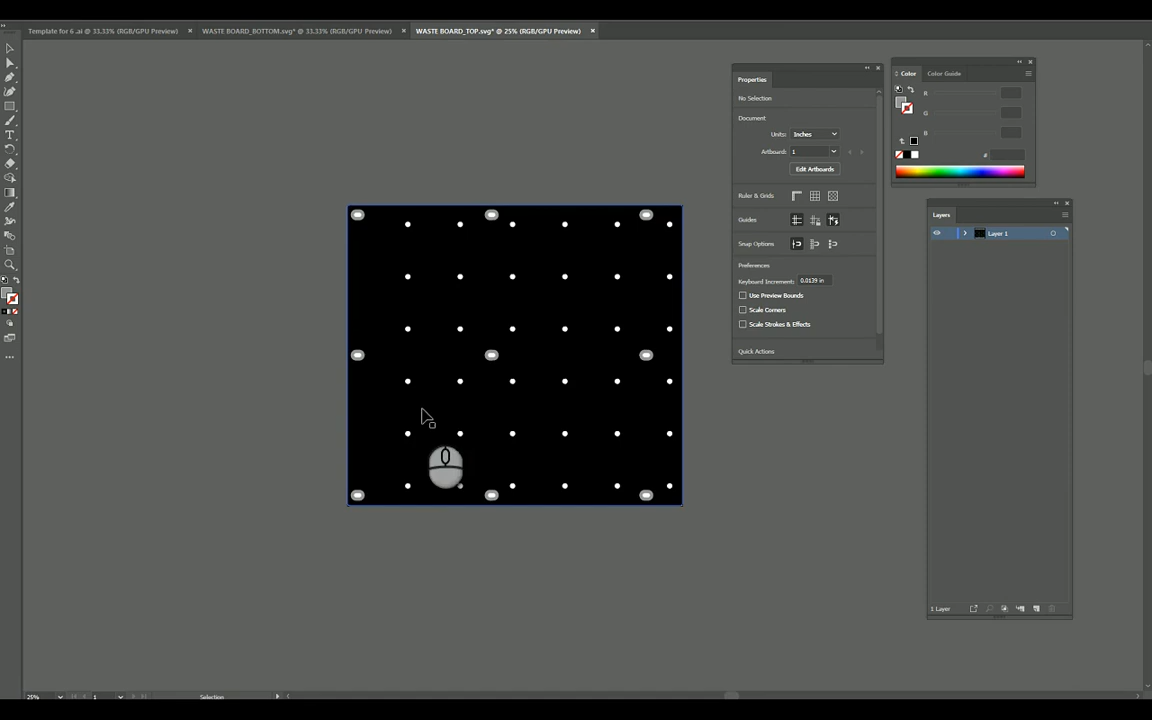 Template for 6 .ai @ 33.33% (RGB/GPU Preview) × WASTE BOARD_BOTTOM.svg* @ 33.33% (RGB/GPU Preview) × WASTE BOARD_TOP.svg* @ 25% (RGB/GPU Preview) ×
Properties
No Selection
Document
Units: Inches
Artboard: 1
Edit Artboards
Ruler & Grids
Guides
Snap Options
Preferences
Keyboard Increment: 0.0139 in
Use Preview Bounds
Scale Corners
Scale Strokes & Effects
Quick Actions
Color Color Guide
R
G
B
#
Layers
Layer 1
1 Layer
25% 1 Selection